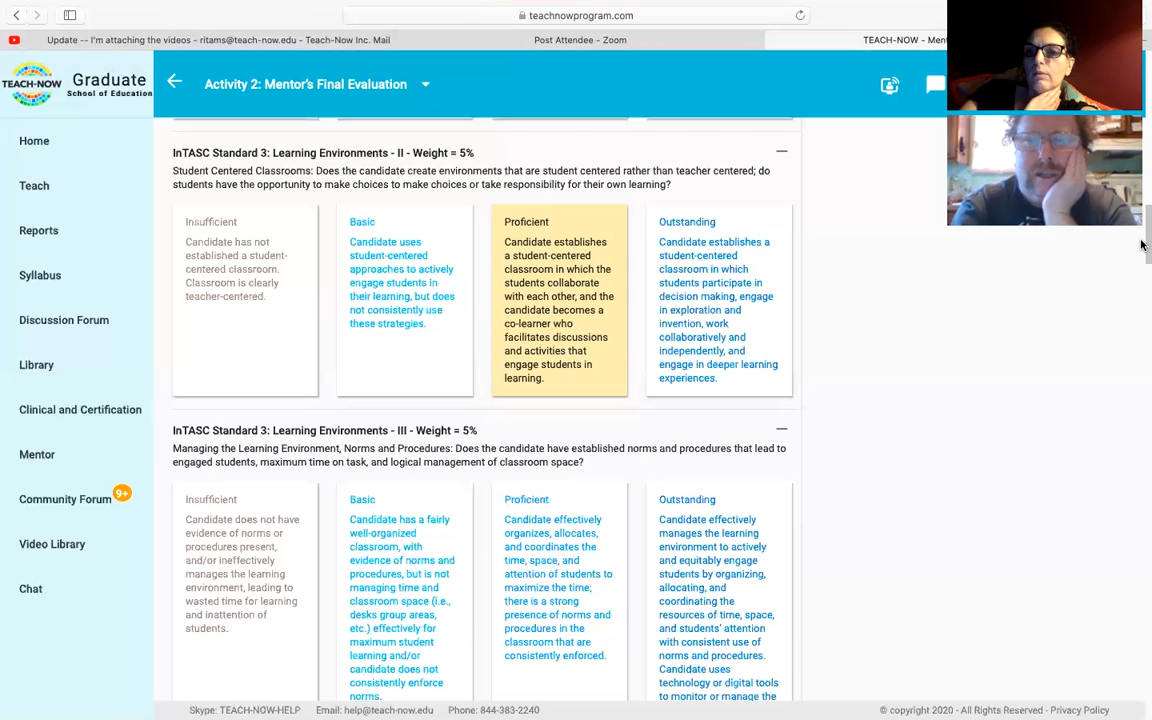 teachnowprogram.com
Update -- I'm attaching the videos - ritams@teach-now.edu - Teach-Now Inc. Mail
Post Attendee - Zoom
TEACH-NOW - Ment
TEACH-NOW
Graduate
School of Education
Activity 2: Mentor's Final Evaluation
Home
Teach
Reports
Syllabus
Discussion Forum
Library
Clinical and Certification
Mentor
Community Forum
9+
Video Library
Chat
InTASC Standard 3: Learning Environments - II - Weight = 5%
Student Centered Classrooms: Does the candidate create environments that are student centered rather than teacher centered; do
students have the opportunity to make choices to make choices or take responsibility for their own learning?
Insufficient
Candidate has not
established a student-
centered classroom.
Classroom is clearly
teacher-centered.
Basic
Candidate uses
student-centered
approaches to actively
engage students in
their learning, but does
not consistently use
these strategies.
Proficient
Candidate establishes
a student-centered
classroom in which the
students collaborate
with each other, and the
candidate becomes a
co-learner who
facilitates discussions
and activities that
engage students in
learning.
Outstanding
Candidate establishes a
student-centered
classroom in which
students participate in
decision making, engage
in exploration and
invention, work
collaboratively and
independently, and
engage in deeper learning
experiences.
InTASC Standard 3: Learning Environments - III - Weight = 5%
Managing the Learning Environment, Norms and Procedures: Does the candidate have established norms and procedures that lead to
engaged students, maximum time on task, and logical management of classroom space?
Insufficient
Candidate does not have
evidence of norms or
procedures present,
and/or ineffectively
manages the learning
environment, leading to
wasted time for learning
and inattention of
students.
Basic
Candidate has a fairly
well-organized
classroom, with
evidence of norms and
procedures, but is not
managing time and
classroom space (i.e.,
desks group areas,
etc.) effectively for
maximum student
learning and/or
candidate does not
consistently enforce
norms.
Proficient
Candidate effectively
organizes, allocates,
and coordinates the
time, space, and
attention of students to
maximize the time;
there is a strong
presence of norms and
procedures in the
classroom that are
consistently enforced.
Outstanding
Candidate effectively
manages the learning
environment to actively
and equitably engage
students by organizing,
allocating, and
coordinating the
resources of time, space,
and students' attention
with consistent use of
norms and procedures.
Candidate uses
technology or digital tools
to monitor or manage the
Skype: TEACH-NOW-HELP Email: help@teach-now.edu Phone: 844-383-2240
© copyright 2020 - All Rights Reserved - Privacy Policy